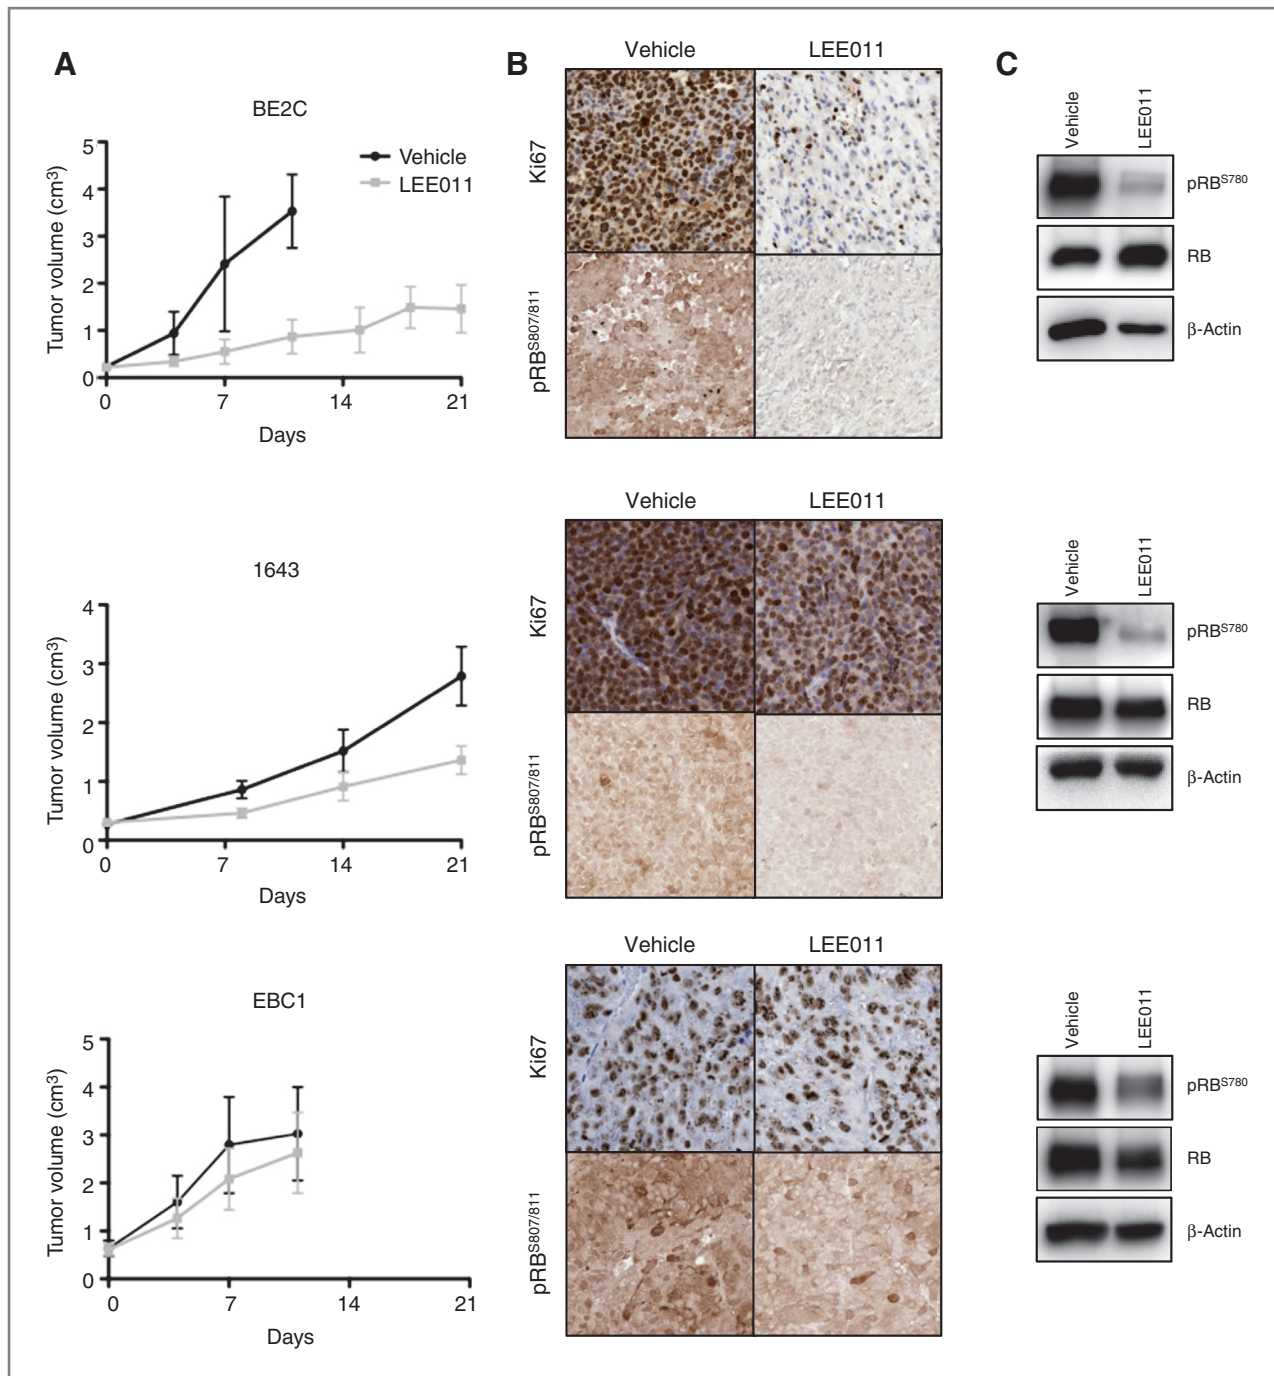 A
BE2C
Tumor volume (cm³)
5
4
3
2
1
0
0 7 14 21
Days
Vehicle
LEE011
1643
Tumor volume (cm³)
4
3
2
1
0
0 7 14 21
Days
EBC1
Tumor volume (cm³)
5
4
3
2
1
0
0 7 14 21
Days
B
Vehicle LEE011
Ki67
pRB^S807/811
Vehicle LEE011
Ki67
pRB^S807/811
Vehicle LEE011
Ki67
pRB^S807/811
C
Vehicle LEE011
pRB^S780
RB
β-Actin
Vehicle LEE011
pRB^S780
RB
β-Actin
Vehicle LEE011
pRB^S780
RB
β-Actin